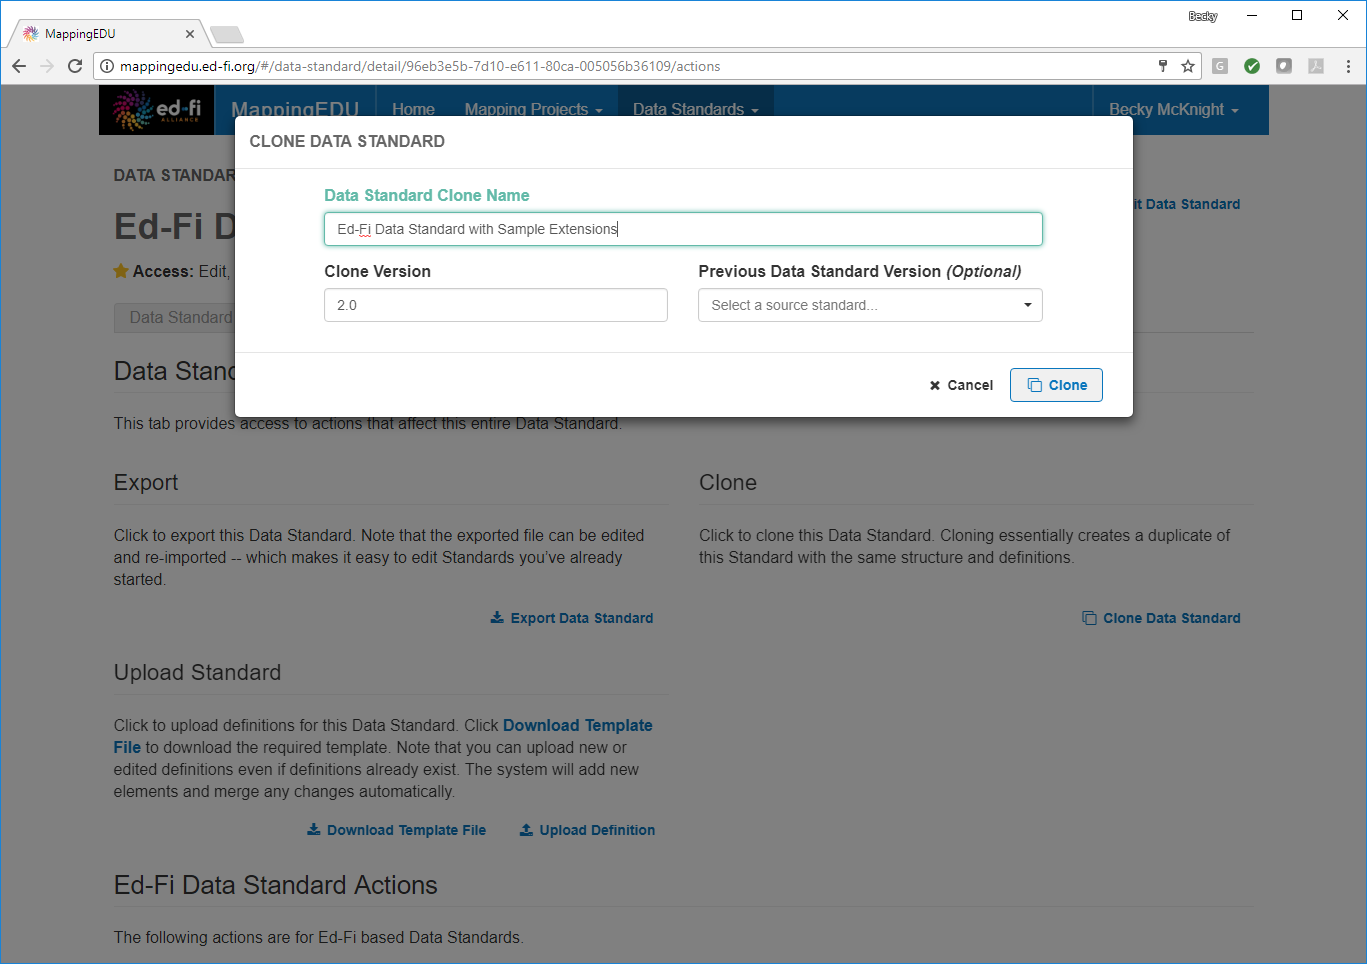 Becky
MappingEDU
mappingedu.ed-fi.org/#/data-standard/detail/96eb3e5b-7d10-e611-80ca-005056b36109/actions
G
ed-fi
ALLIANCE
MappingEDU
Home
Mapping Projects
Data Standards
Becky McKnight
CLONE DATA STANDARD
DATA STANDAR
Data Standard Clone Name
it Data Standard
Ed-Fi D
Ed-Fi Data Standard with Sample Extensions
Access: Edit,
Clone Version
Previous Data Standard Version (Optional)
2.0
Select a source standard...
Data Standard
Data Stand
Cancel
Clone
This tab provides access to actions that affect this entire Data Standard.
Export
Click to export this Data Standard. Note that the exported file can be edited
and re-imported -- which makes it easy to edit Standards you've already
started.
Export Data Standard
Clone
Click to clone this Data Standard. Cloning essentially creates a duplicate of
this Standard with the same structure and definitions.
Clone Data Standard
Upload Standard
Click to upload definitions for this Data Standard. Click Download Template
File to download the required template. Note that you can upload new or
edited definitions even if definitions already exist. The system will add new
elements and merge any changes automatically.
Download Template File
Upload Definition
Ed-Fi Data Standard Actions
The following actions are for Ed-Fi based Data Standards.